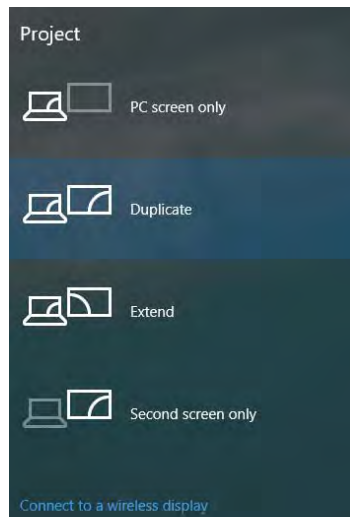 Project
PC screen only
Duplicate
Extend
Second screen only
Connect to a wireless display